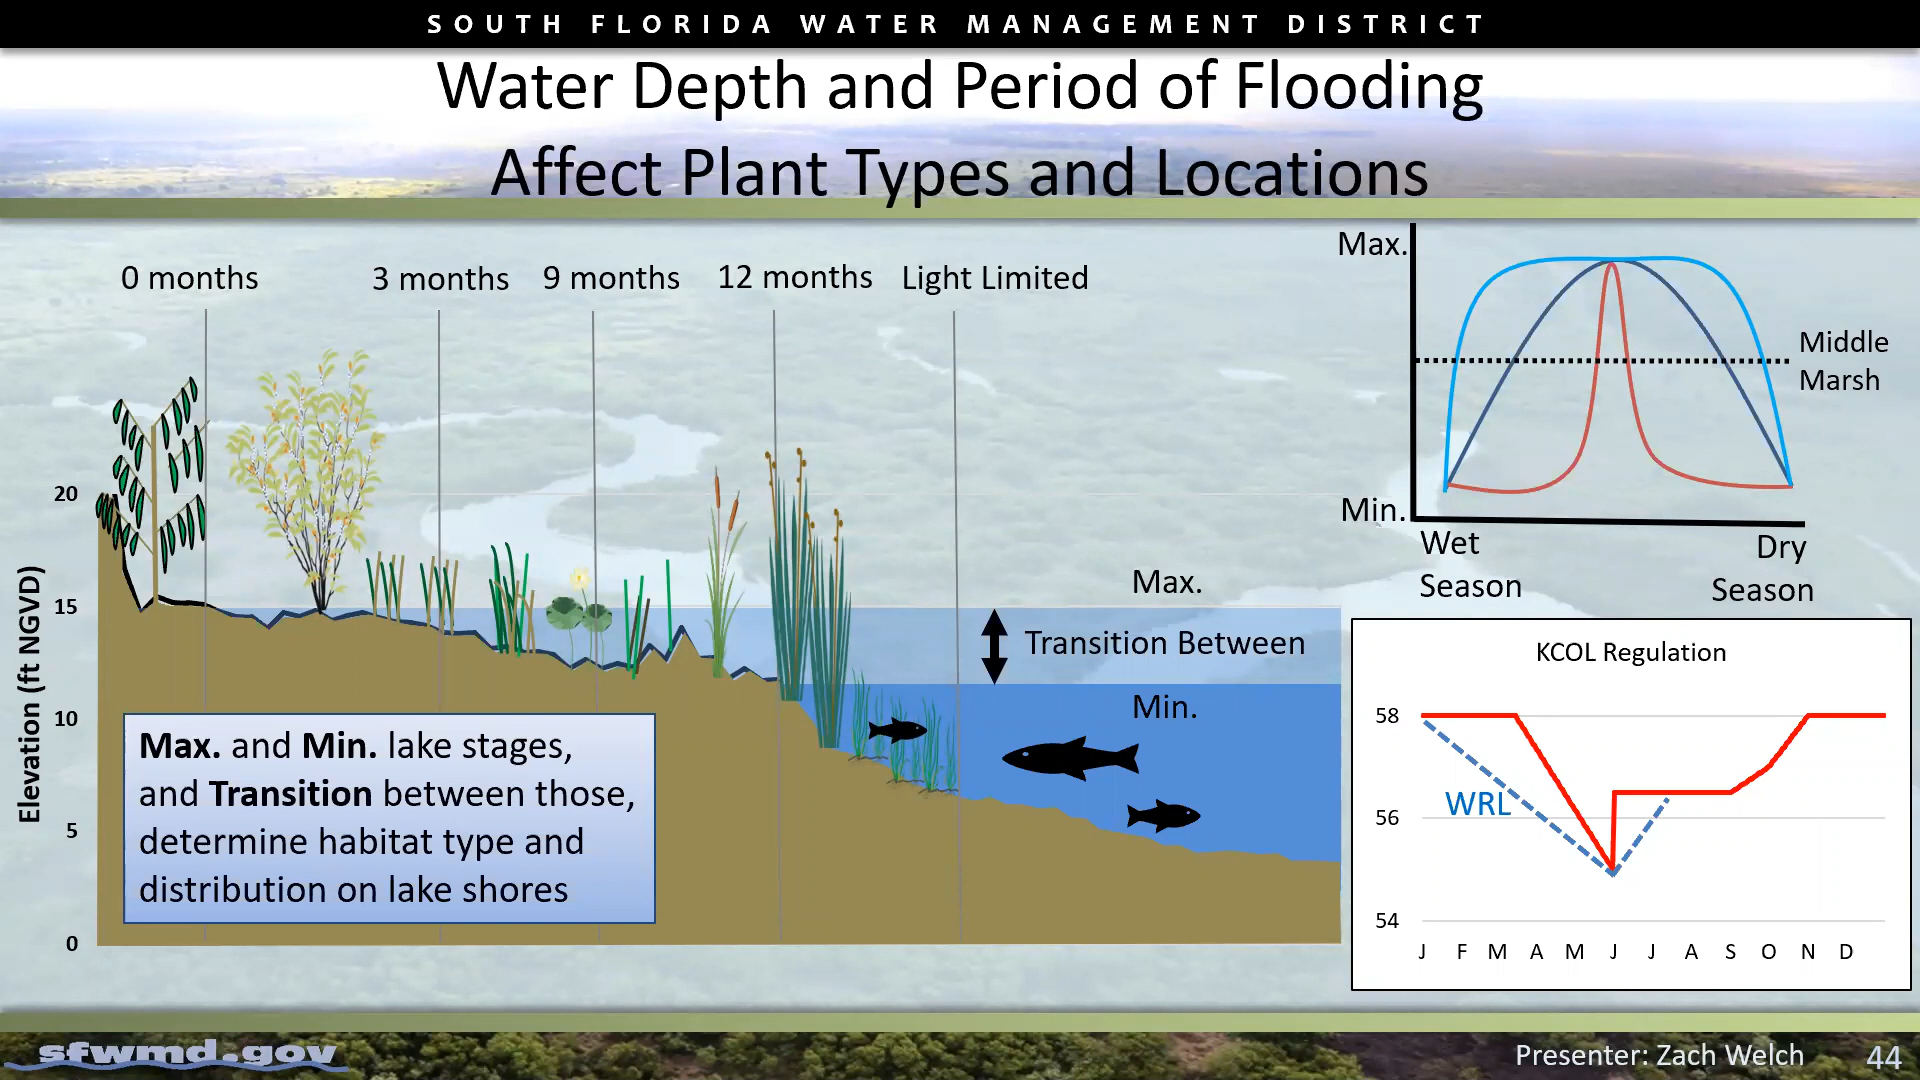 SOUTH FLORIDA WATER MANAGEMENT DISTRICT
Water Depth and Period of Flooding
Affect Plant Types and Locations
0 months
3 months
9 months
12 months
Light Limited
20
15
10
5
0
Elevation (ft NGVD)
Max.
Transition Between
Min.
Max. and Min. lake stages,
and Transition between those,
determine habitat type and
distribution on lake shores
Max.
Middle
Marsh
Min.
Wet
Season
Dry
Season
KCOL Regulation
58
56
54
WRL
J F M A M J J A S O N D
sfwmd.gov
Presenter: Zach Welch
44